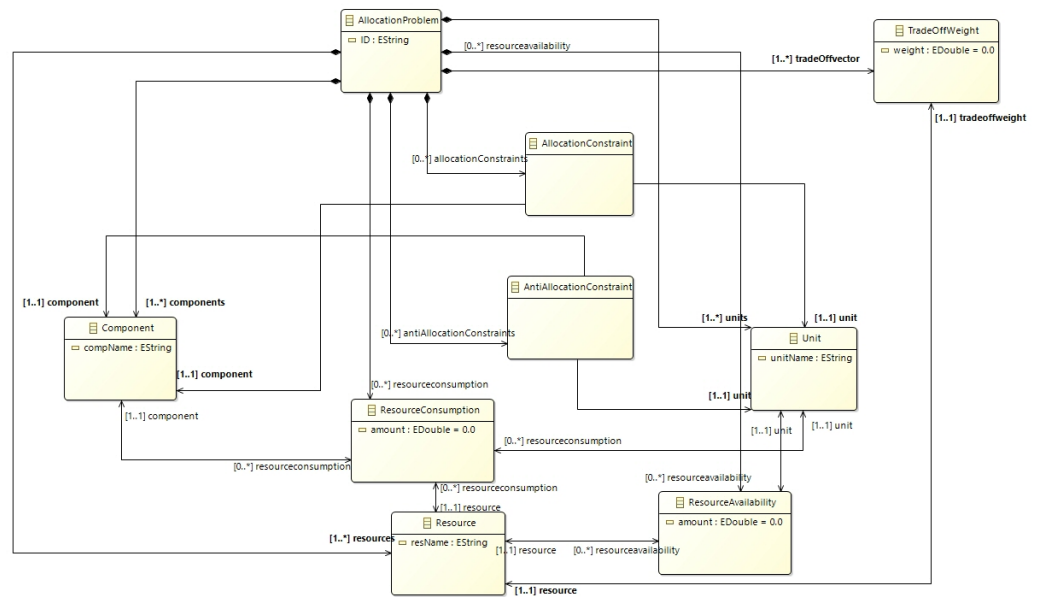 AllocationProblem
ID : EString
[0..*] resourceavailability
TradeOffWeight
weight : EDouble = 0.0
[1..*] tradeOffvector
[1..1] tradeoffweight
AllocationConstraint
[0..*] allocationConstraints
AntiAllocationConstraint
[1..1] component
[1..*] components
[1..*] units
[1..1] unit
Component
compName : EString
[0..*] antiAllocationConstraints
Unit
unitName : EString
[1..1] component
[0..*] resourceconsumption
[1..1] unit
[1..1] component
ResourceConsumption
amount : EDouble = 0.0
[1..1] unit
[1..1] unit
[0..*] resourceconsumption
[0..*] resourceconsumption
[0..*] resourceavailability
[0..*] resourceconsumption
[1..1] resource
ResourceAvailability
amount : EDouble = 0.0
Resource
resName : EString
[1..*] resources
[1..1] resource
[0..*] resourceavailability
[1..1] resource